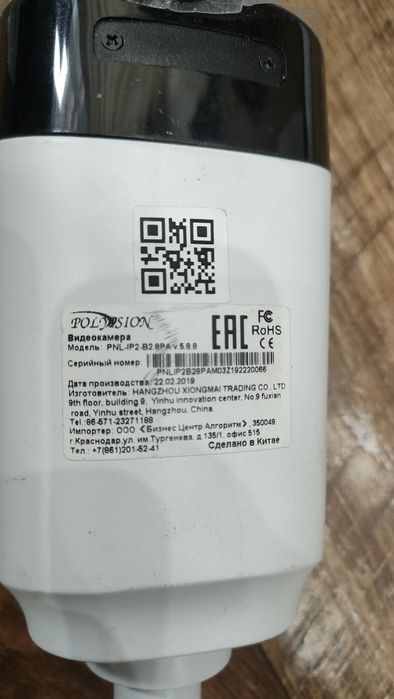 POLYVISION
EAC FC RoHS CE
Видеокамера
Модель: PNL-IP2-B2.8PA v.5.8.8
Серийный номер:
PNLIP2B28PAM03Z192220066
Дата производства: 22.02.2019
Изготовитель: HANGZHOU XIONGMAI TRADING CO. LTD
9th floor, building 9, Yinhu innovation center, No.9 fuxian
road, Yinhu street, Hangzhou, China.
Tel.:86-571-23271188
Импортер: ООО <Бизнес Центр Алгоритм>, 350049,
г.Краснодар,ул. им.Тургенева, д.135/1, офис 515
Тел.: +7(861)201-52-41 Сделано в Китае